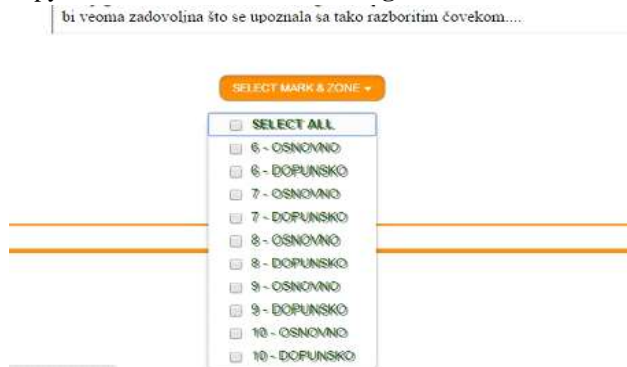 bi veoma zadovoljna što se upoznala sa tako razboritim čovekom....
SELECT MARK & ZONE
SELECT ALL
6 - OSNOVNO
6 - DOPUNSKO
7 - OSNOVNO
7 - DOPUNSKO
8 - OSNOVNO
8 - DOPUNSKO
9 - OSNOVNO
9 - DOPUNSKO
10 - OSNOVNO
10 - DOPUNSKO